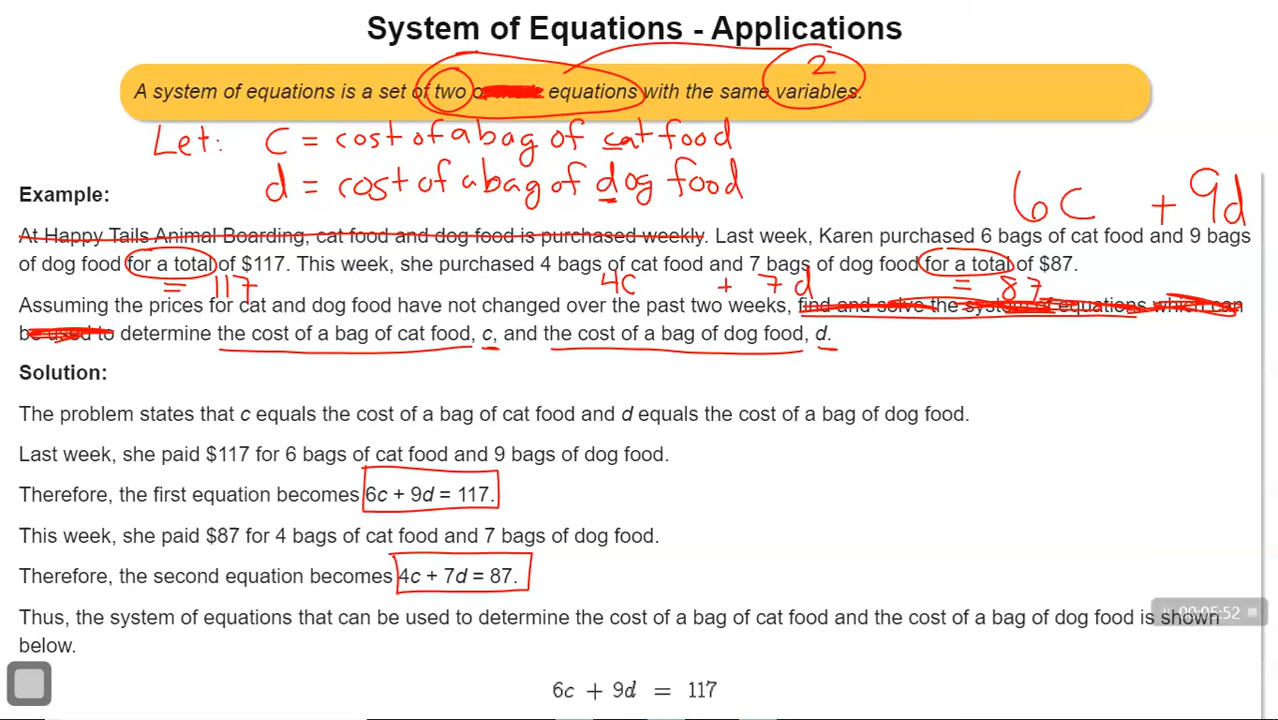 System of Equations - Applications
2
A system of equations is a set of two equations with the same variables.
Let: C = cost of a bag of cat food
d = cost of a bag of dog food
Example:
6c + 9d
At Happy Tails Animal Boarding, cat food and dog food is purchased weekly. Last week, Karen purchased 6 bags of cat food and 9 bags
of dog food for a total of $117. This week, she purchased 4 bags of cat food and 7 bags of dog food for a total of $87.
= 117 4c + 7d = 87
Assuming the prices for cat and dog food have not changed over the past two weeks, find and solve the system of equations which can
be used to determine the cost of a bag of cat food, c, and the cost of a bag of dog food, d.
Solution:
The problem states that c equals the cost of a bag of cat food and d equals the cost of a bag of dog food.
Last week, she paid $117 for 6 bags of cat food and 9 bags of dog food.
Therefore, the first equation becomes 6c + 9d = 117.
This week, she paid $87 for 4 bags of cat food and 7 bags of dog food.
Therefore, the second equation becomes 4c + 7d = 87.
Thus, the system of equations that can be used to determine the cost of a bag of cat food and the cost of a bag of dog food is shown
00:05:52
below.
6c + 9d = 117